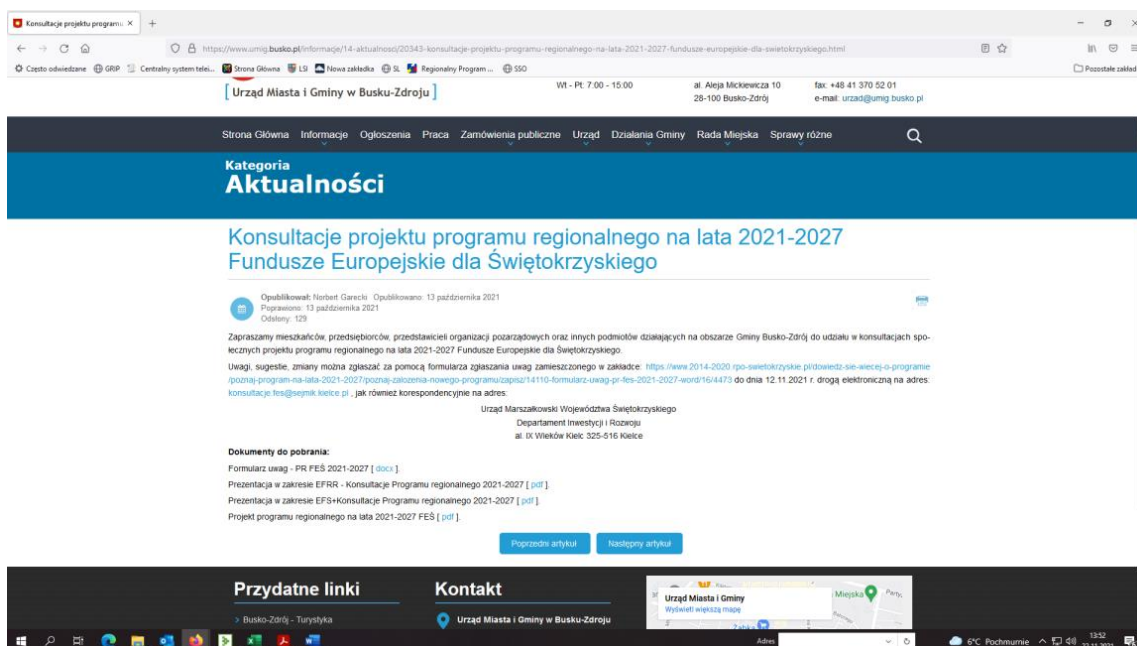 Konsultacje projektu programu
https://www.umig.busko.pl/informacje/14-aktualnosci/20343-konsultacje-projektu-programu-regionalnego-na-lata-2021-2027-fundusze-europejskie-dla-swietokrzyskiego.html
Często odwiedzane GRIP Centralny system telei... Strona Główna LSI Nowa zakładka SL Regionalny Program ... SSO Pozostałe zakład
[ Urząd Miasta i Gminy w Busku-Zdroju ]
Wt - Pt: 7:00 - 15:00
al. Aleja Mickiewicza 10
28-100 Busko-Zdrój
fax: +48 41 370 52 01
e-mail: urzad@umig.busko.pl
Strona Główna Informacje Ogłoszenia Praca Zamówienia publiczne Urząd Działania Gminy Rada Miejska Sprawy różne
Kategoria
Aktualności
Konsultacje projektu programu regionalnego na lata 2021-2027
Fundusze Europejskie dla Świętokrzyskiego
Opublikował: Norbert Garecki Opublikowano: 13 października 2021
Poprawiono: 13 października 2021
Odsłony: 129
Zapraszamy mieszkańców, przedsiębiorców, przedstawicieli organizacji pozarządowych oraz innych podmiotów działających na obszarze Gminy Busko-Zdrój do udziału w konsultacjach spo-
łecznych projektu programu regionalnego na lata 2021-2027 Fundusze Europejskie dla Świętokrzyskiego.
Uwagi, sugestie, zmiany można zgłaszać za pomocą formularza zgłaszania uwag zamieszczonego w zakładce: https://www.2014-2020.rpo-swietokrzyskie.pl/dowiedz-sie-wiecej-o-programie
/poznaj-program-na-lata-2021-2027/poznaj-zalozenia-nowego-programu/zapisz/14110-formularz-uwag-pr-fes-2021-2027-word/16/4473 do dnia 12.11.2021 r. drogą elektroniczną na adres:
konsultacje.fes@sejmik.kielce.pl , jak również korespondencyjnie na adres:
Urząd Marszałkowski Województwa Świętokrzyskiego
Departament Inwestycji i Rozwoju
al. IX Wieków Kielc 325-516 Kielce
Dokumenty do pobrania:
Formularz uwag - PR FEŚ 2021-2027 [ docx ].
Prezentacja w zakresie EFRR - Konsultacje Programu regionalnego 2021-2027 [ pdf ].
Prezentacja w zakresie EFS+Konsultacje Programu regionalnego 2021-2027 [ pdf ].
Projekt programu regionalnego na lata 2021-2027 FEŚ [ pdf ].
Poprzedni artykuł Następny artykuł
Przydatne linki
> Busko-Zdrój - Turystyka
Kontakt
Urząd Miasta i Gminy w Busku-Zdroju
Urząd Miasta i Gminy
Wyświetl większą mapę
Miejska
Żabka
Adres
6°C Pochmurnie
13:52
22.11.2021